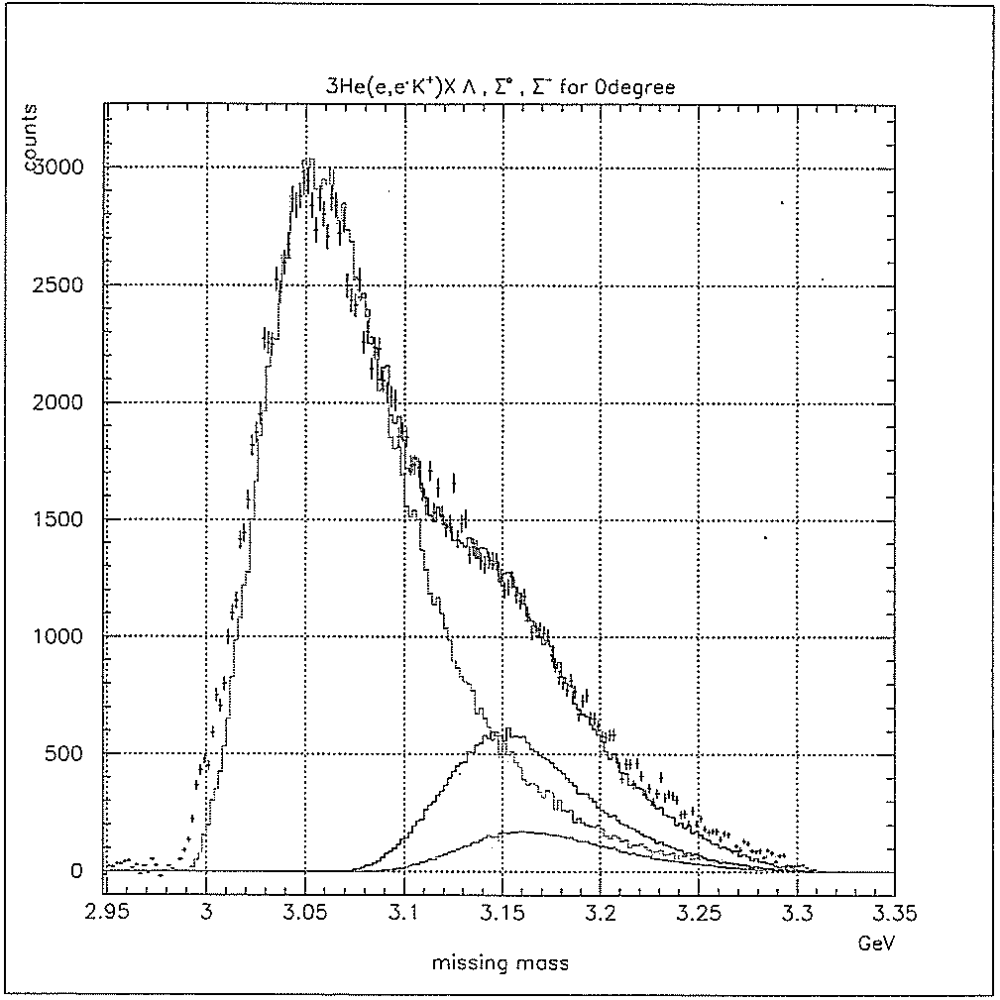 3He(e,e'K⁺)X Λ , Σ° , Σ⁻ for 0degree
counts
3000
2500
2000
1500
1000
500
0
2.95 3 3.05 3.1 3.15 3.2 3.25 3.3 3.35
GeV
missing mass